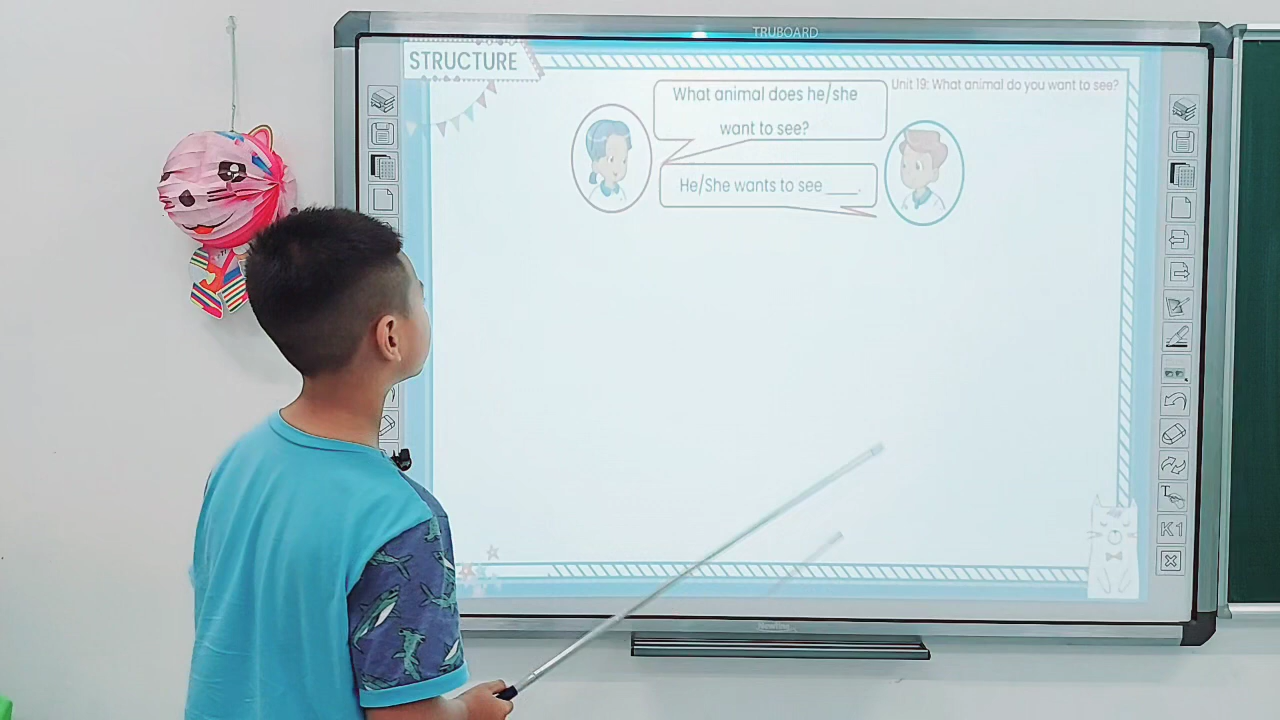 TRUBOARD
STRUCTURE
Unit 19: What animal do you want to see?
What animal does he/she
want to see?
He/She wants to see ____.
T
K1